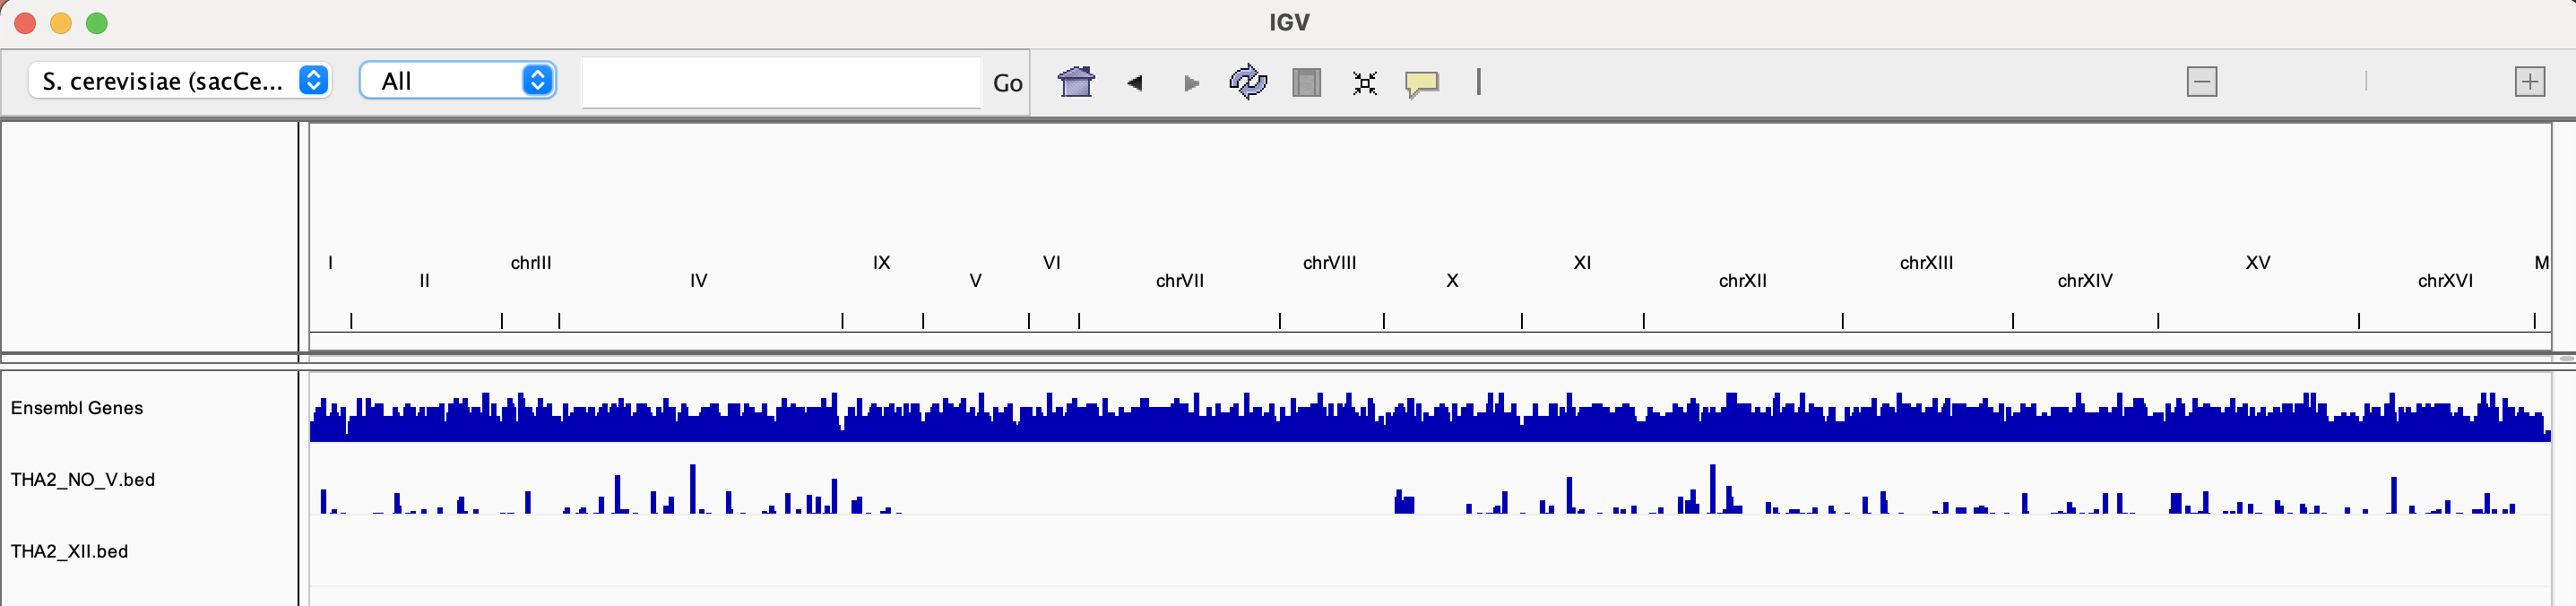 IGV
S. cerevisiae (sacCe... All Go
I chrIII IX VI chrVIII XI chrXIII XV M
II IV V chrVII X chrXII chrXIV chrXVI
Ensembl Genes
THA2_NO_V.bed
THA2_XII.bed